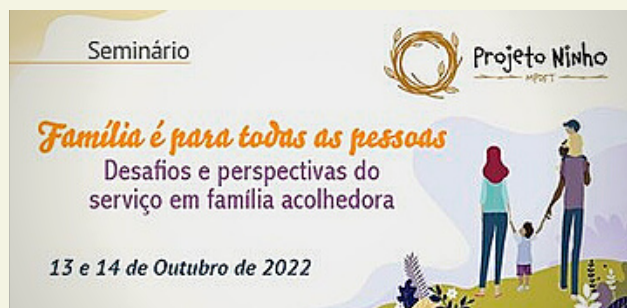 Seminário
Projeto Ninho
MPDFT
Família é para todas as pessoas
Desafios e perspectivas do
serviço em família acolhedora
13 e 14 de Outubro de 2022